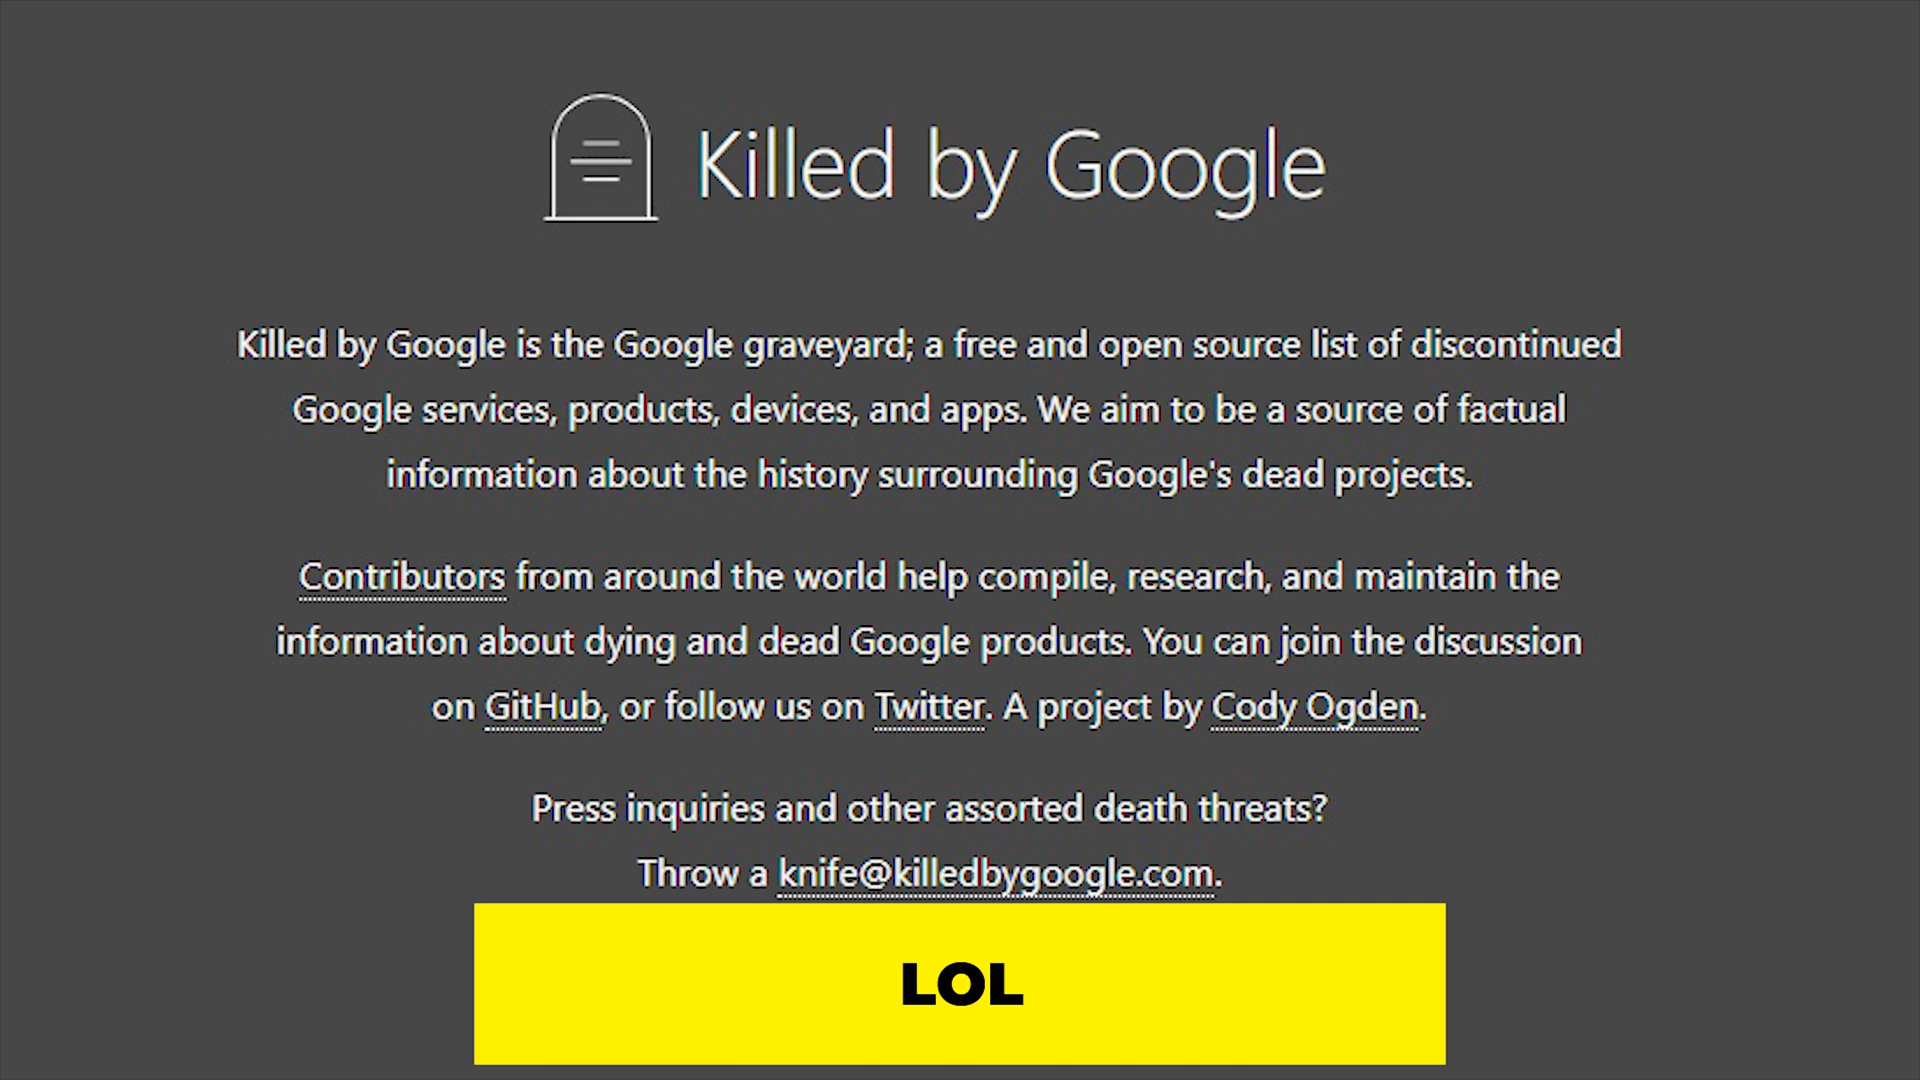 Killed by Google
Killed by Google is the Google graveyard; a free and open source list of discontinued
Google services, products, devices, and apps. We aim to be a source of factual
information about the history surrounding Google's dead projects.
Contributors from around the world help compile, research, and maintain the
information about dying and dead Google products. You can join the discussion
on GitHub, or follow us on Twitter. A project by Cody Ogden.
Press inquiries and other assorted death threats?
Throw a knife@killedbygoogle.com.
LOL